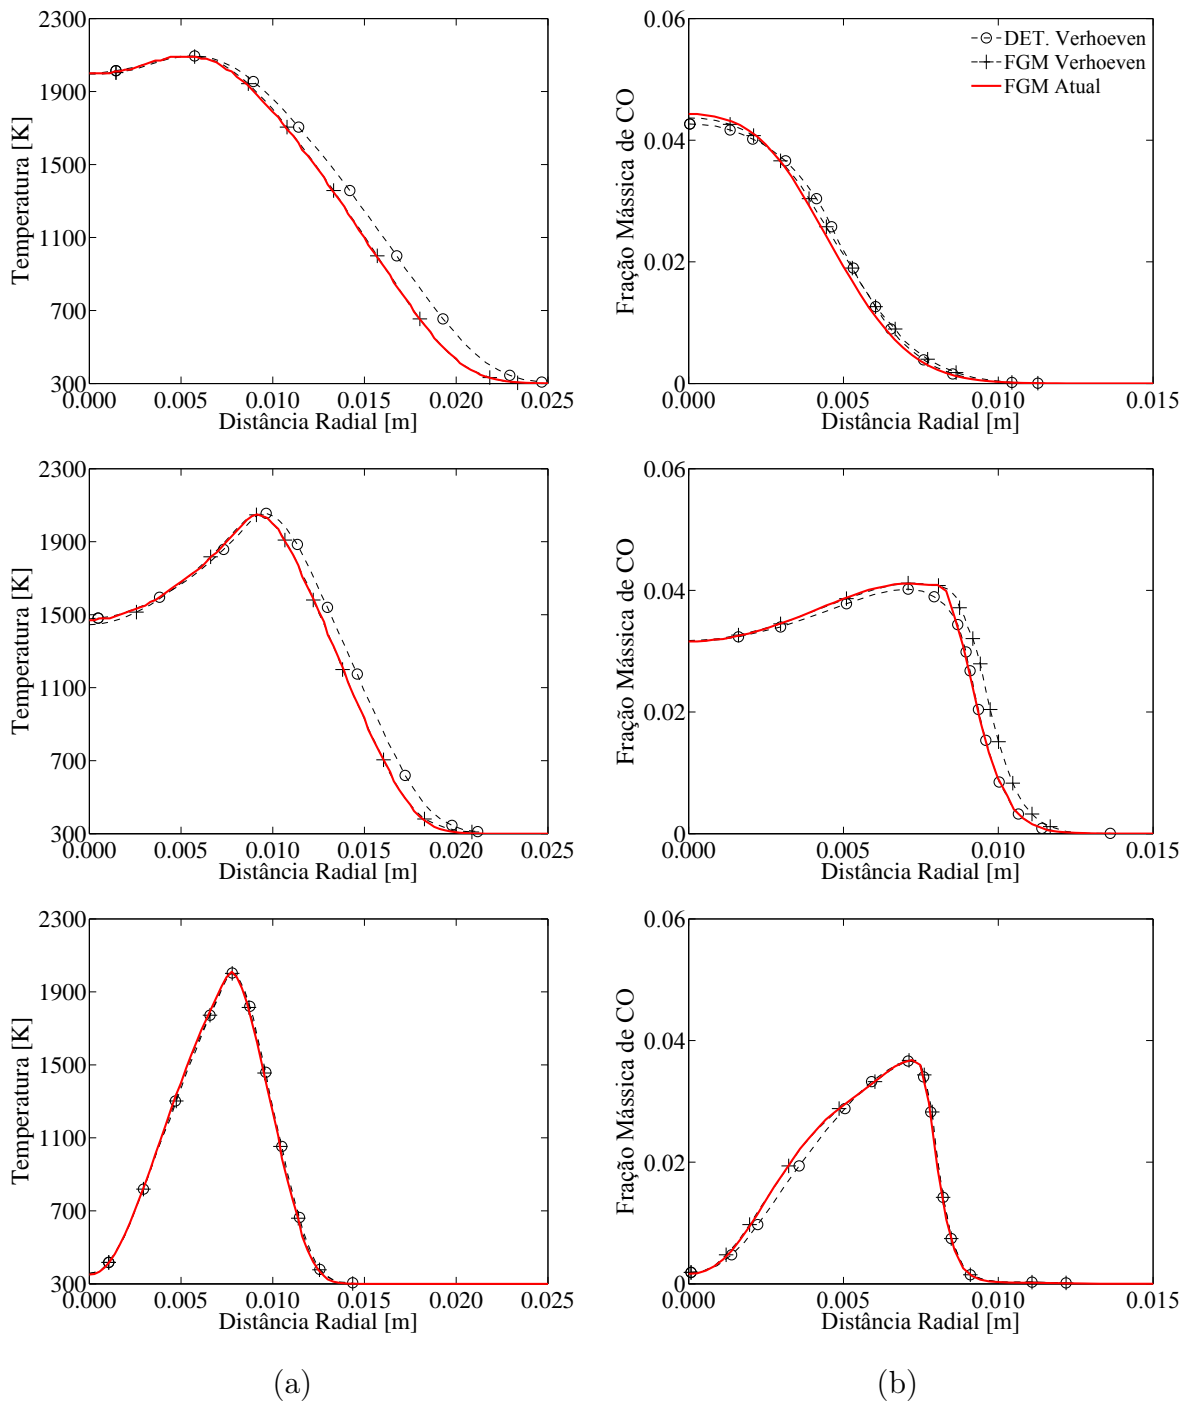 2300
1900
1500
1100
700
300
0.000 0.005 0.010 0.015 0.020 0.025
Temperatura [K]
Distância Radial [m]
0.06
0.04
0.02
0
0.000 0.005 0.010 0.015
Fração Mássica de CO
Distância Radial [m]
DET. Verhoeven
FGM Verhoeven
FGM Atual
2300
1900
1500
1100
700
300
0.000 0.005 0.010 0.015 0.020 0.025
Temperatura [K]
Distância Radial [m]
0.06
0.04
0.02
0
0.000 0.005 0.010 0.015
Fração Mássica de CO
Distância Radial [m]
2300
1900
1500
1100
700
300
0.000 0.005 0.010 0.015 0.020 0.025
Temperatura [K]
Distância Radial [m]
0.06
0.04
0.02
0
0.000 0.005 0.010 0.015
Fração Mássica de CO
Distância Radial [m]
(a)
(b)